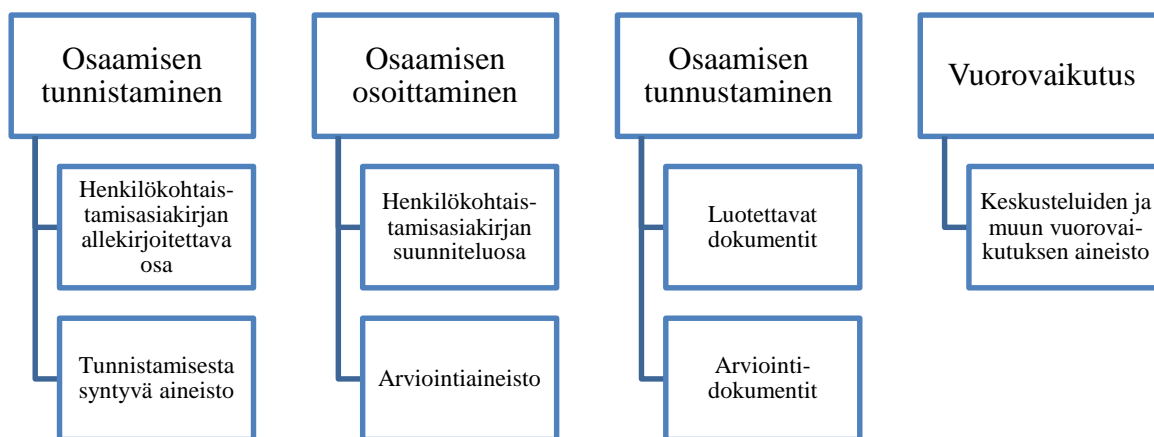 Osaamisen
tunnistaminen
Henkilökohtais-
tamisasiakirjan
allekirjoitettava
osa
Tunnistamisesta
syntyvä aineisto
Osaamisen
osoittaminen
Henkilökohtais-
tamisasiakirjan
suunniteluosa
Arviointiaineisto
Osaamisen
tunnustaminen
Luotettavat
dokumentit
Arviointi-
dokumentit
Vuorovaikutus
Keskusteluiden ja
muun vuorovai-
kutuksen aineisto